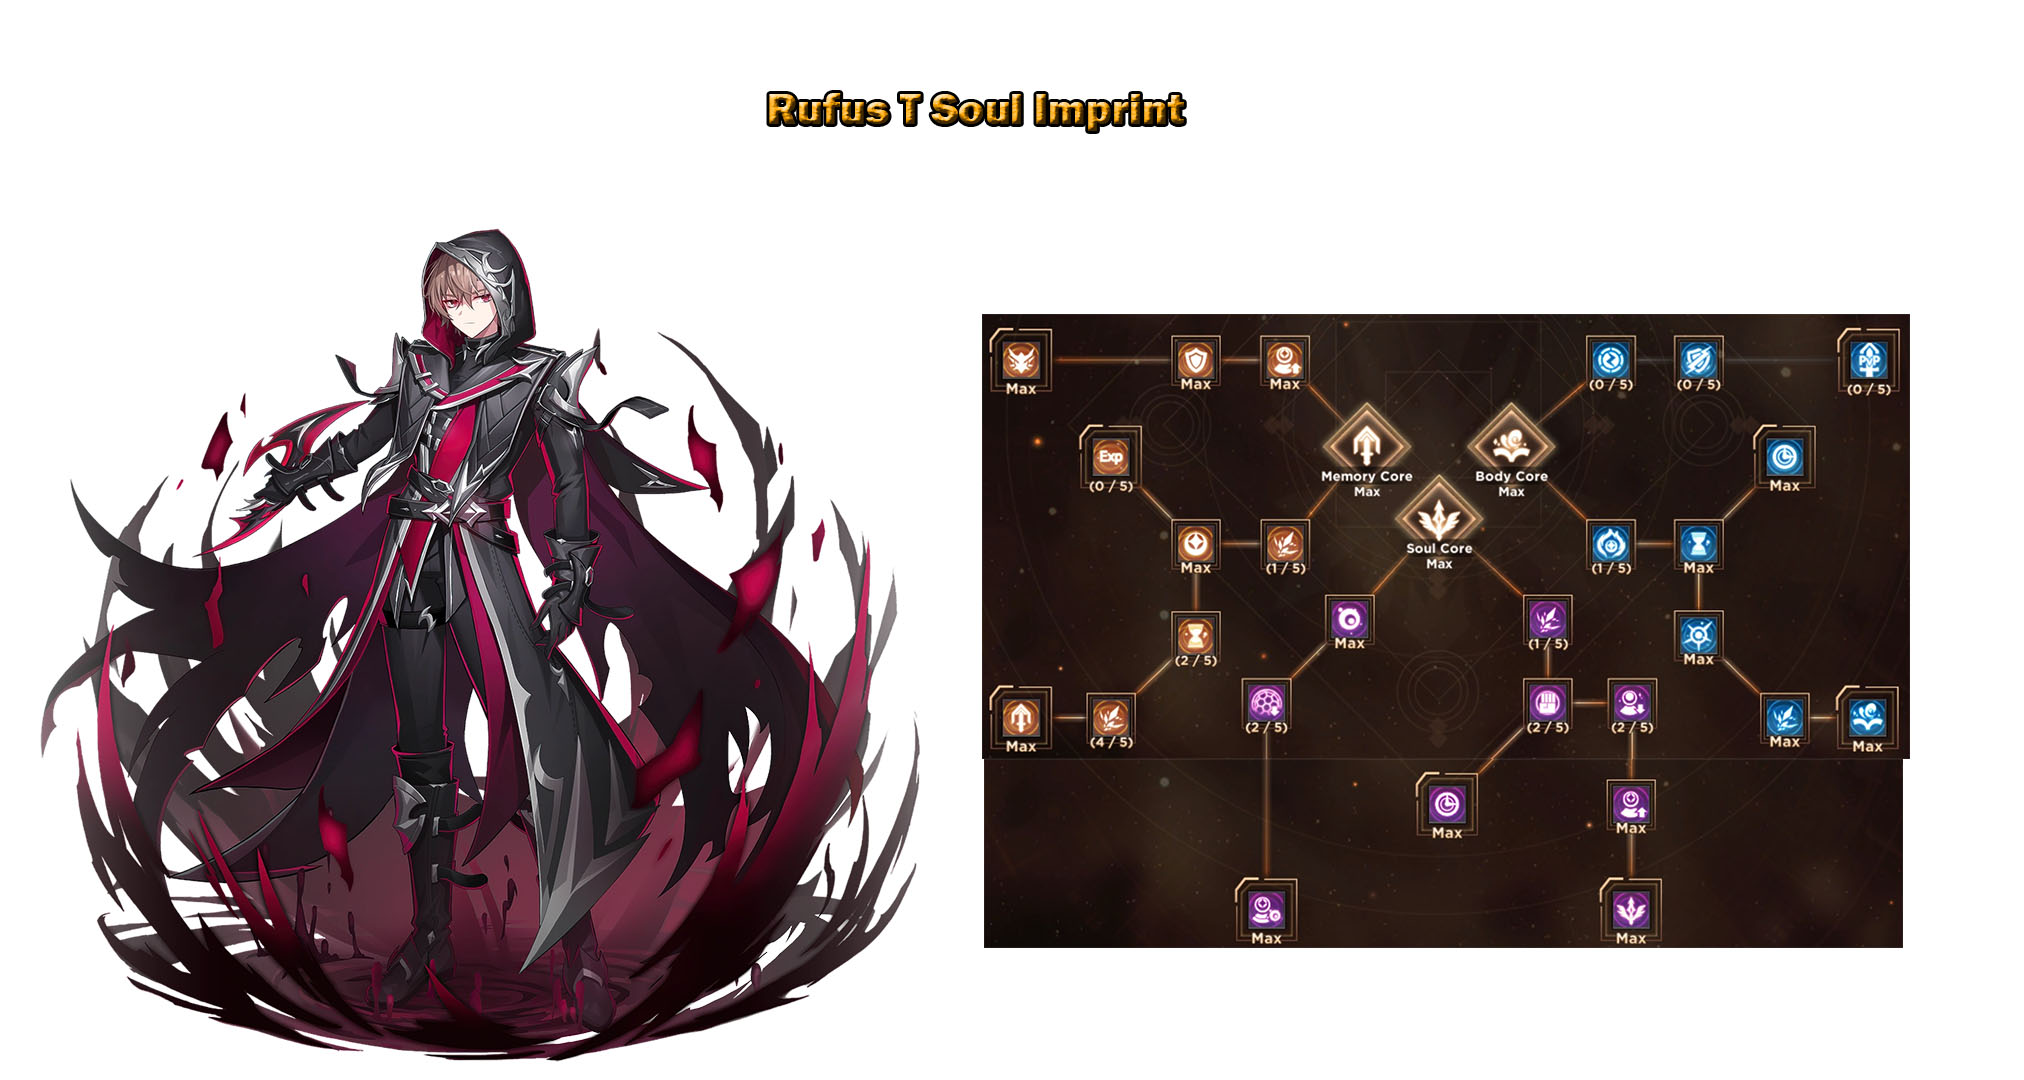 Rufus T Soul Imprint
Max
Max
Max
(0 / 5)
(0 / 5)
PVP
(0 / 5)
Exp
(0 / 5)
Memory Core
Max
Body Core
Max
Max
Soul Core
Max
Max
(1 / 5)
(1 / 5)
Max
(2 / 5)
Max
(1 / 5)
Max
Max
(4 / 5)
(2 / 5)
(2 / 5)
(2 / 5)
Max
Max
Max
Max
Max
Max